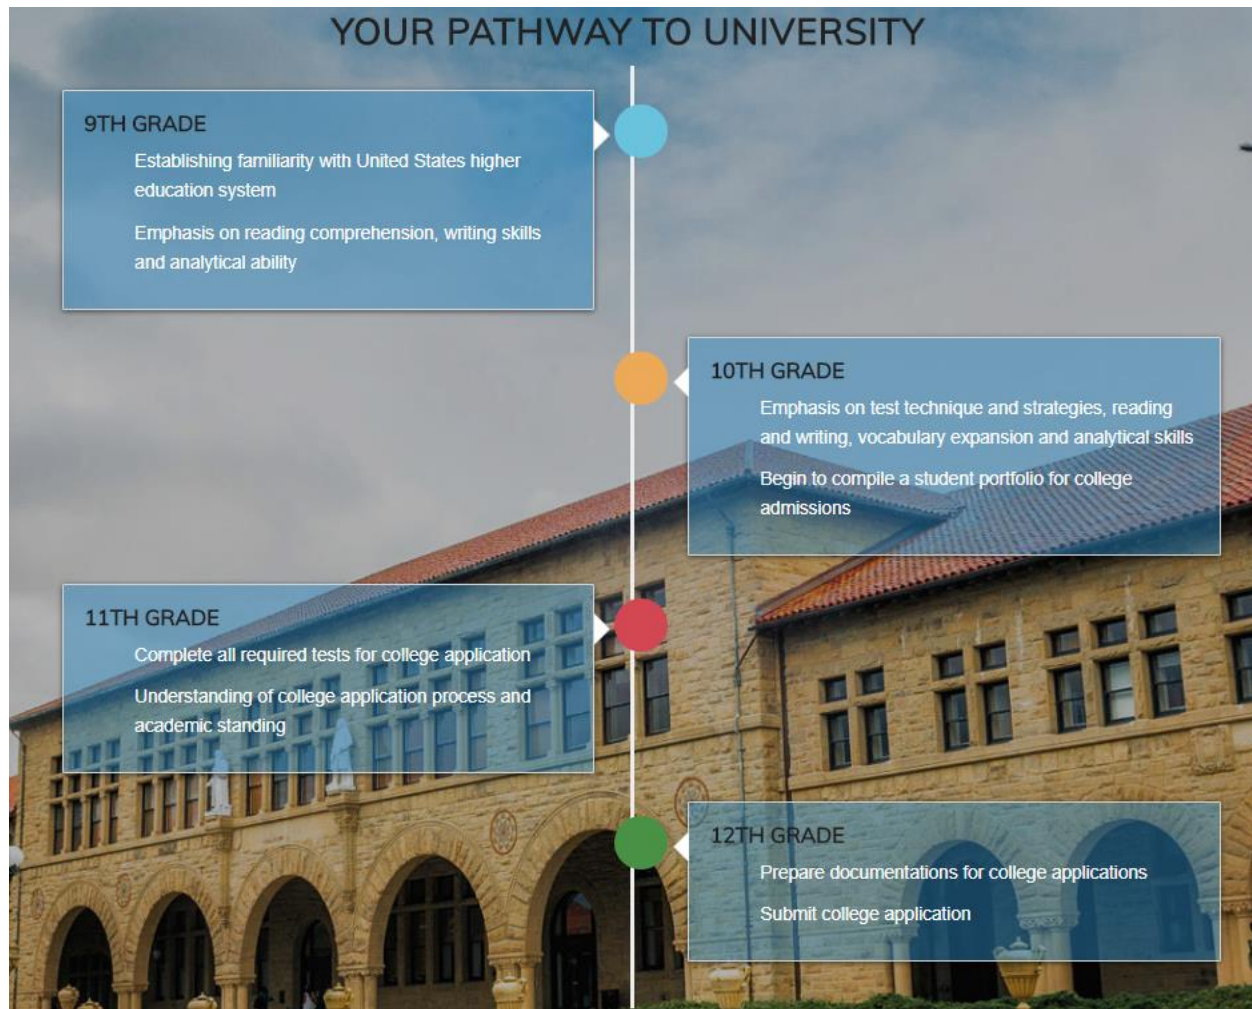 YOUR PATHWAY TO UNIVERSITY
9TH GRADE
Establishing familiarity with United States higher
education system
Emphasis on reading comprehension, writing skills
and analytical ability
10TH GRADE
Emphasis on test technique and strategies, reading
and writing, vocabulary expansion and analytical skills
Begin to compile a student portfolio for college
admissions
11TH GRADE
Complete all required tests for college application
Understanding of college application process and
academic standing
12TH GRADE
Prepare documentations for college applications
Submit college application